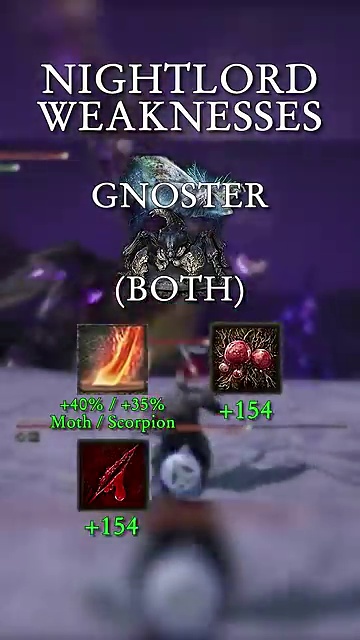 NIGHTLORD
WEAKNESSES
GNOSTER
(BOTH)
+40% / +35%
Moth / Scorpion
+154
+154